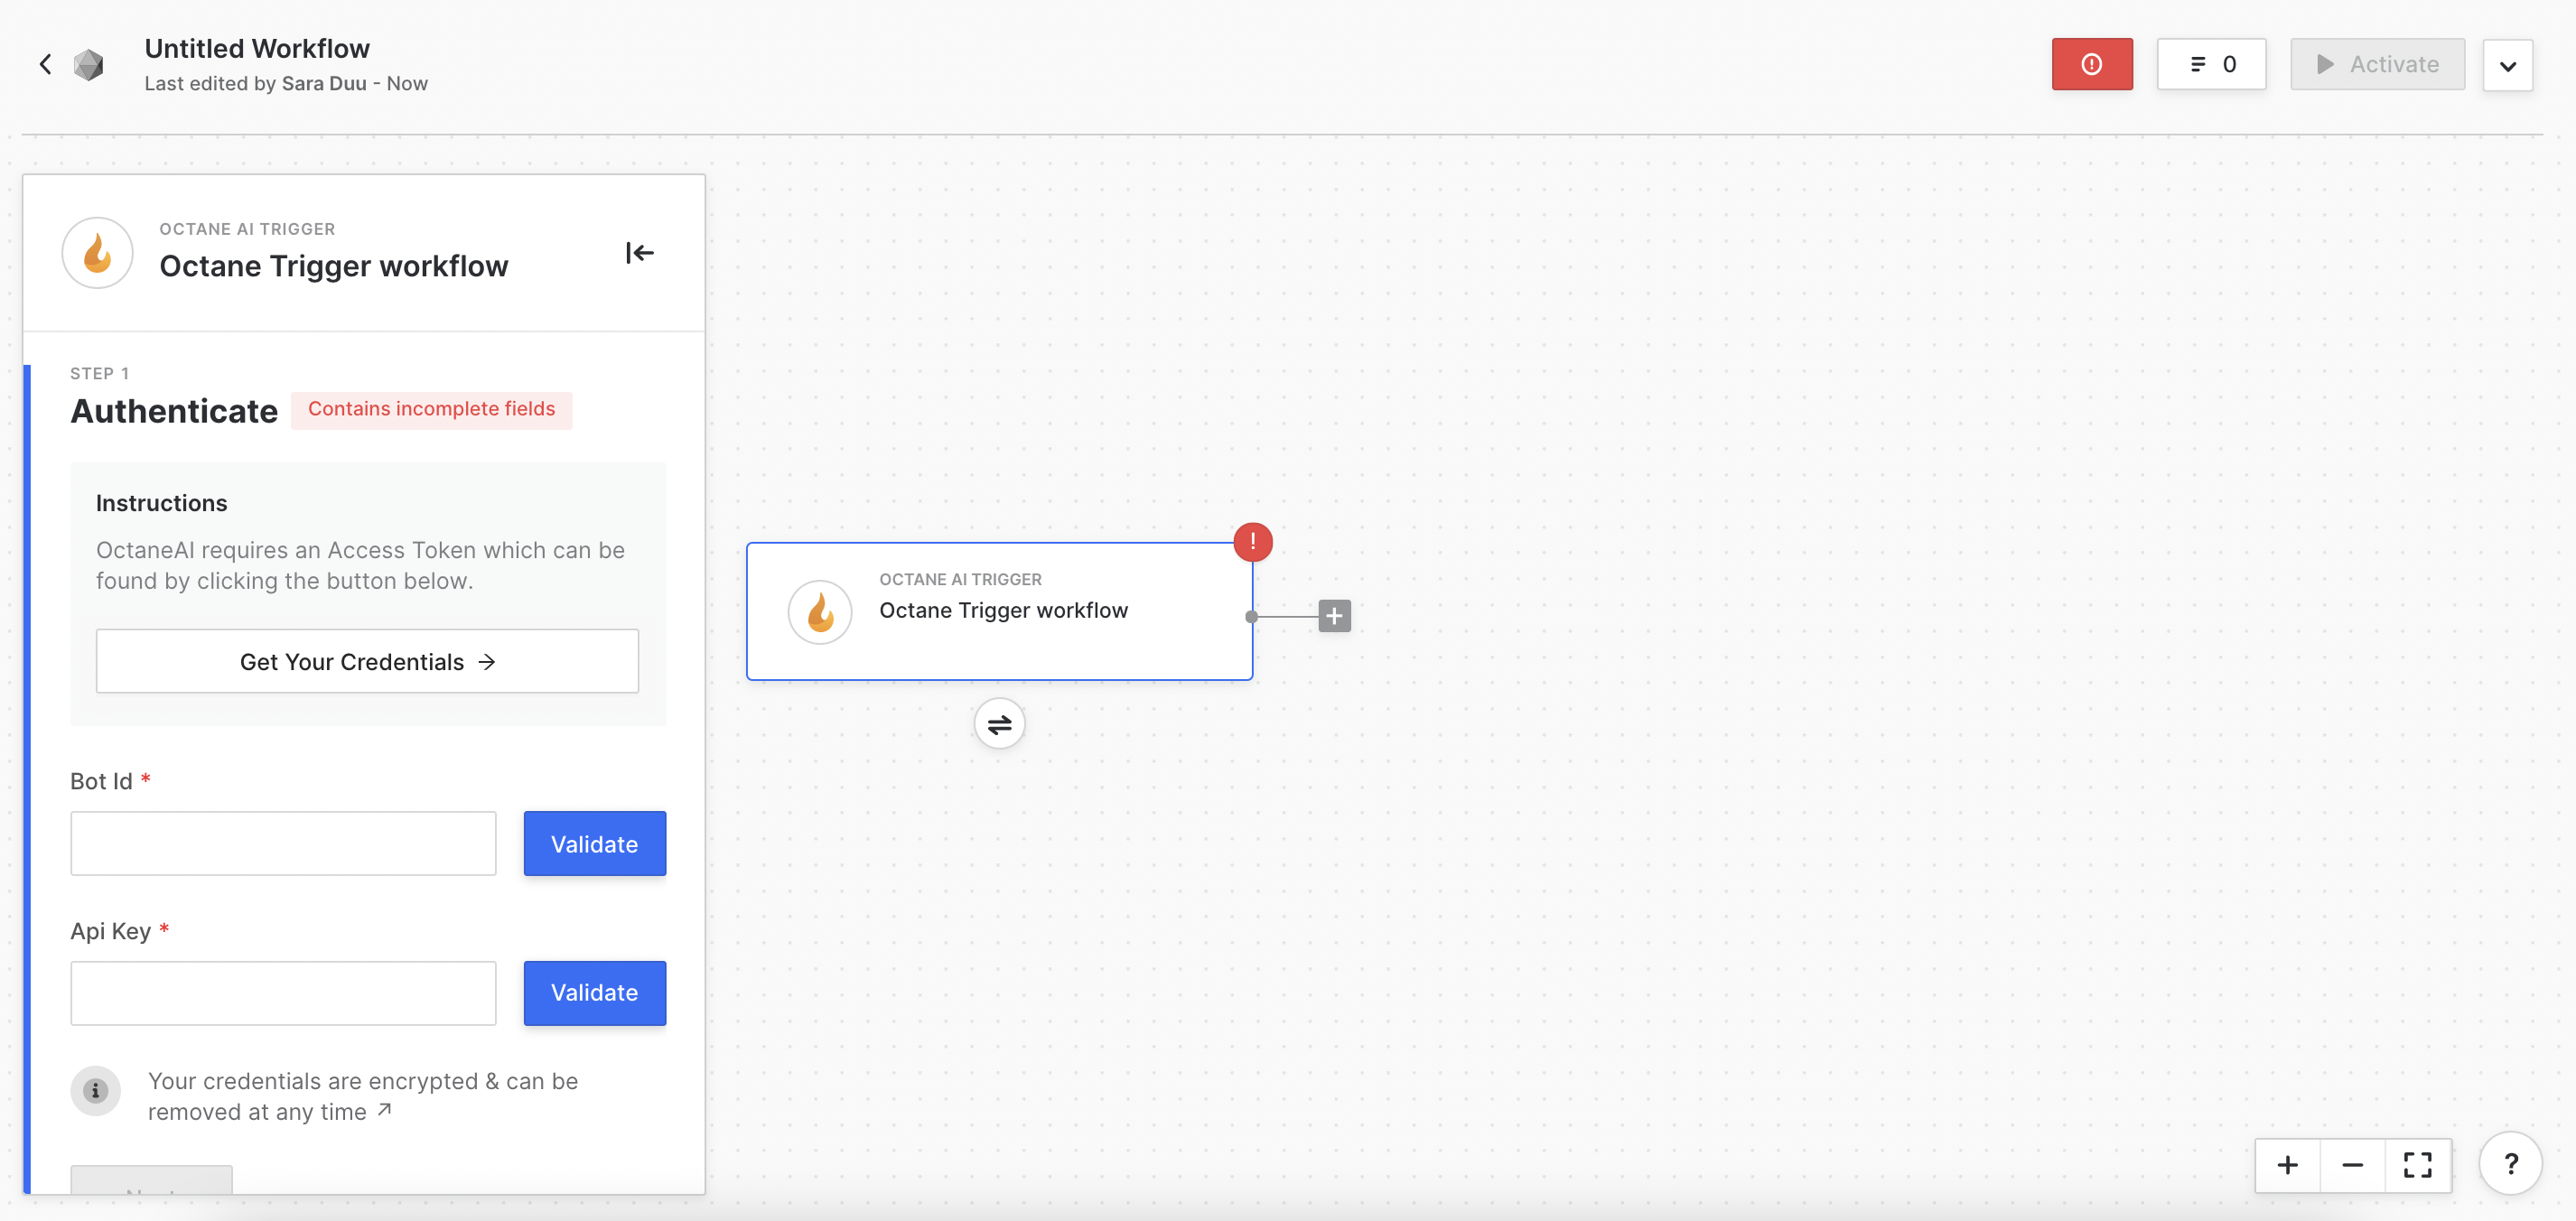 Untitled Workflow
Last edited by Sara Duu - Now
0
Activate
OCTANE AI TRIGGER
Octane Trigger workflow
STEP 1
Authenticate
Contains incomplete fields
Instructions
OctaneAI requires an Access Token which can be
found by clicking the button below.
Get Your Credentials →
Bot Id *
Validate
Api Key *
Validate
Your credentials are encrypted & can be
removed at any time ↗
OCTANE AI TRIGGER
Octane Trigger workflow